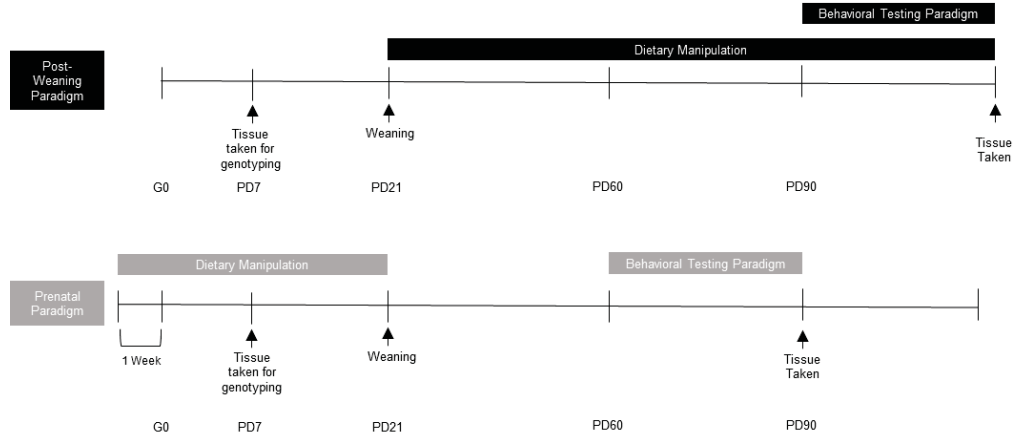 Behavioral Testing Paradigm
Dietary Manipulation
Post-
Weaning
Paradigm
Tissue
taken for
genotyping
Weaning
Tissue
Taken
G0 PD7 PD21 PD60 PD90
Dietary Manipulation
Behavioral Testing Paradigm
Prenatal
Paradigm
1 Week
Tissue
taken for
genotyping
Weaning
Tissue
Taken
G0 PD7 PD21 PD60 PD90